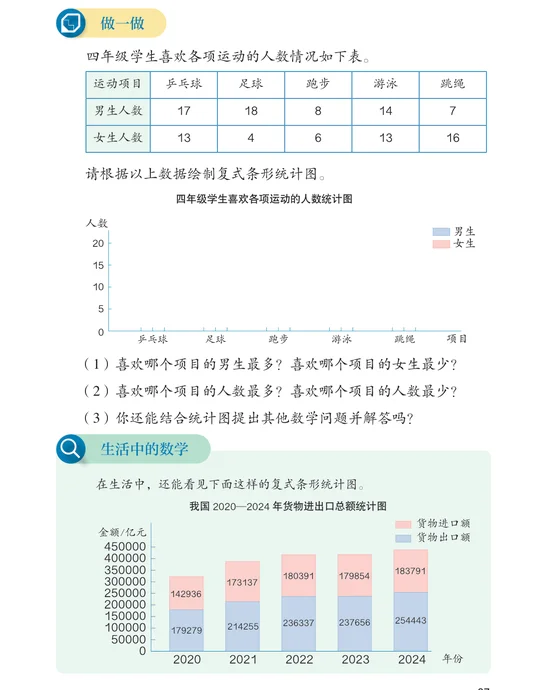 做一做
四年级学生喜欢各项运动的人数情况如下表。
运动项目 乒乓球 足球 跑步 游泳 跳绳
男生人数 17 18 8 14 7
女生人数 13 4 6 13 16
请根据以上数据绘制复式条形统计图。
四年级学生喜欢各项运动的人数统计图
人数
男生
女生
20
15
10
5
0
乒乓球 足球 跑步 游泳 跳绳 项目
(1)喜欢哪个项目的男生最多?喜欢哪个项目的女生最少?
(2)喜欢哪个项目的人数最多?喜欢哪个项目的人数最少?
(3)你还能结合统计图提出其他数学问题并解答吗?
生活中的数学
在生活中,还能看见下面这样的复式条形统计图。
我国 2020—2024 年货物进出口总额统计图
金额/亿元
货物进口额
货物出口额
450000
400000
350000
300000
250000
200000
150000
100000
50000
0
142936 173137 180391 179854 183791
179279 214255 236337 237656 254443
2020 2021 2022 2023 2024 年份